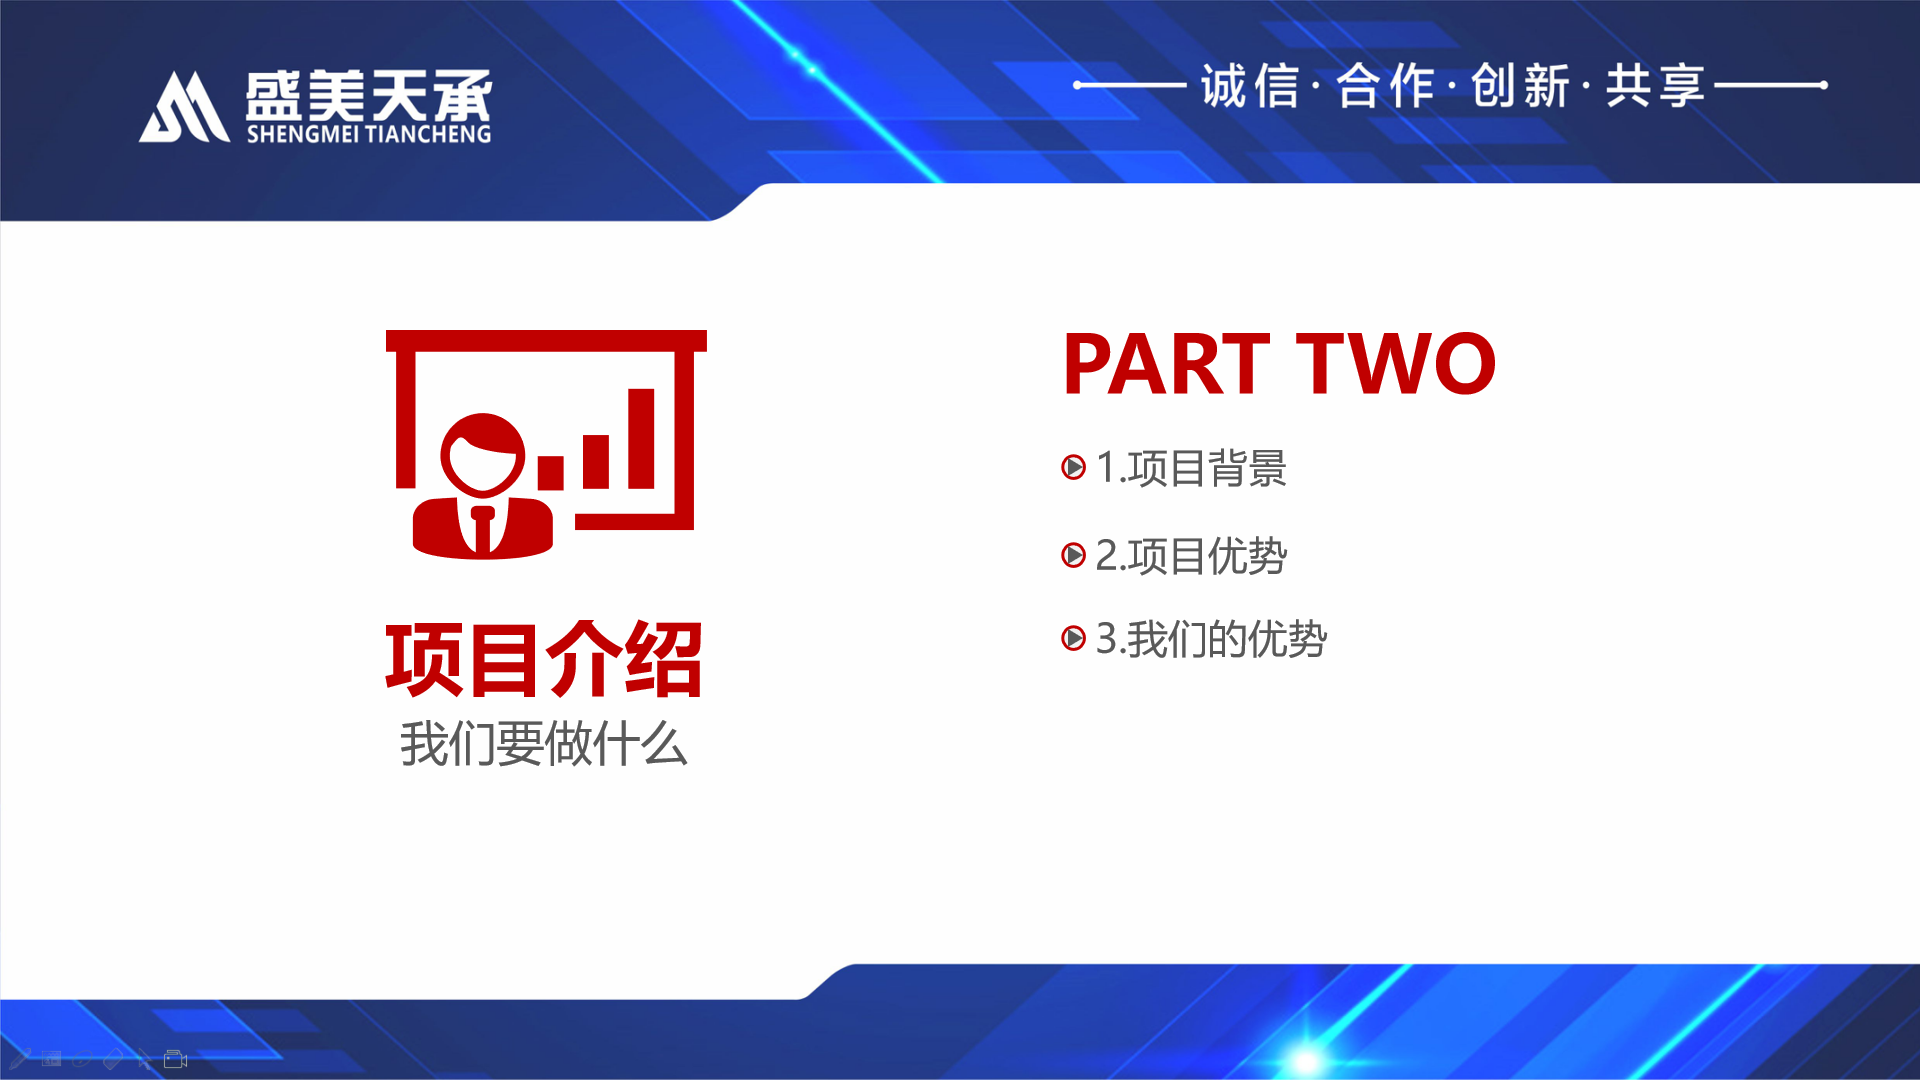 盛美天承
SHENGMEI TIANCHENG
诚信·合作·创新·共享
项目介绍
我们要做什么
PART TWO
1.项目背景
2.项目优势
3.我们的优势